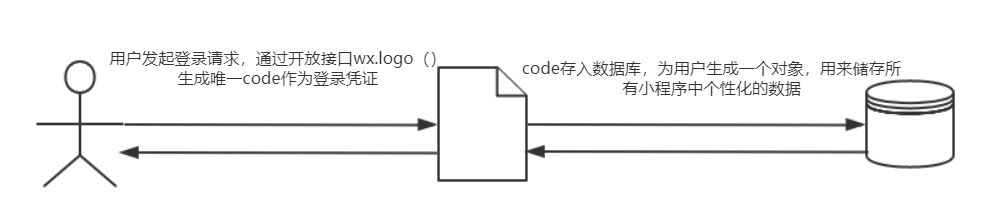 用户发起登录请求，通过开放接口wx.logo（）
生成唯一code作为登录凭证
code存入数据库，为用户生成一个对象，用来储存所
有小程序中个性化的数据